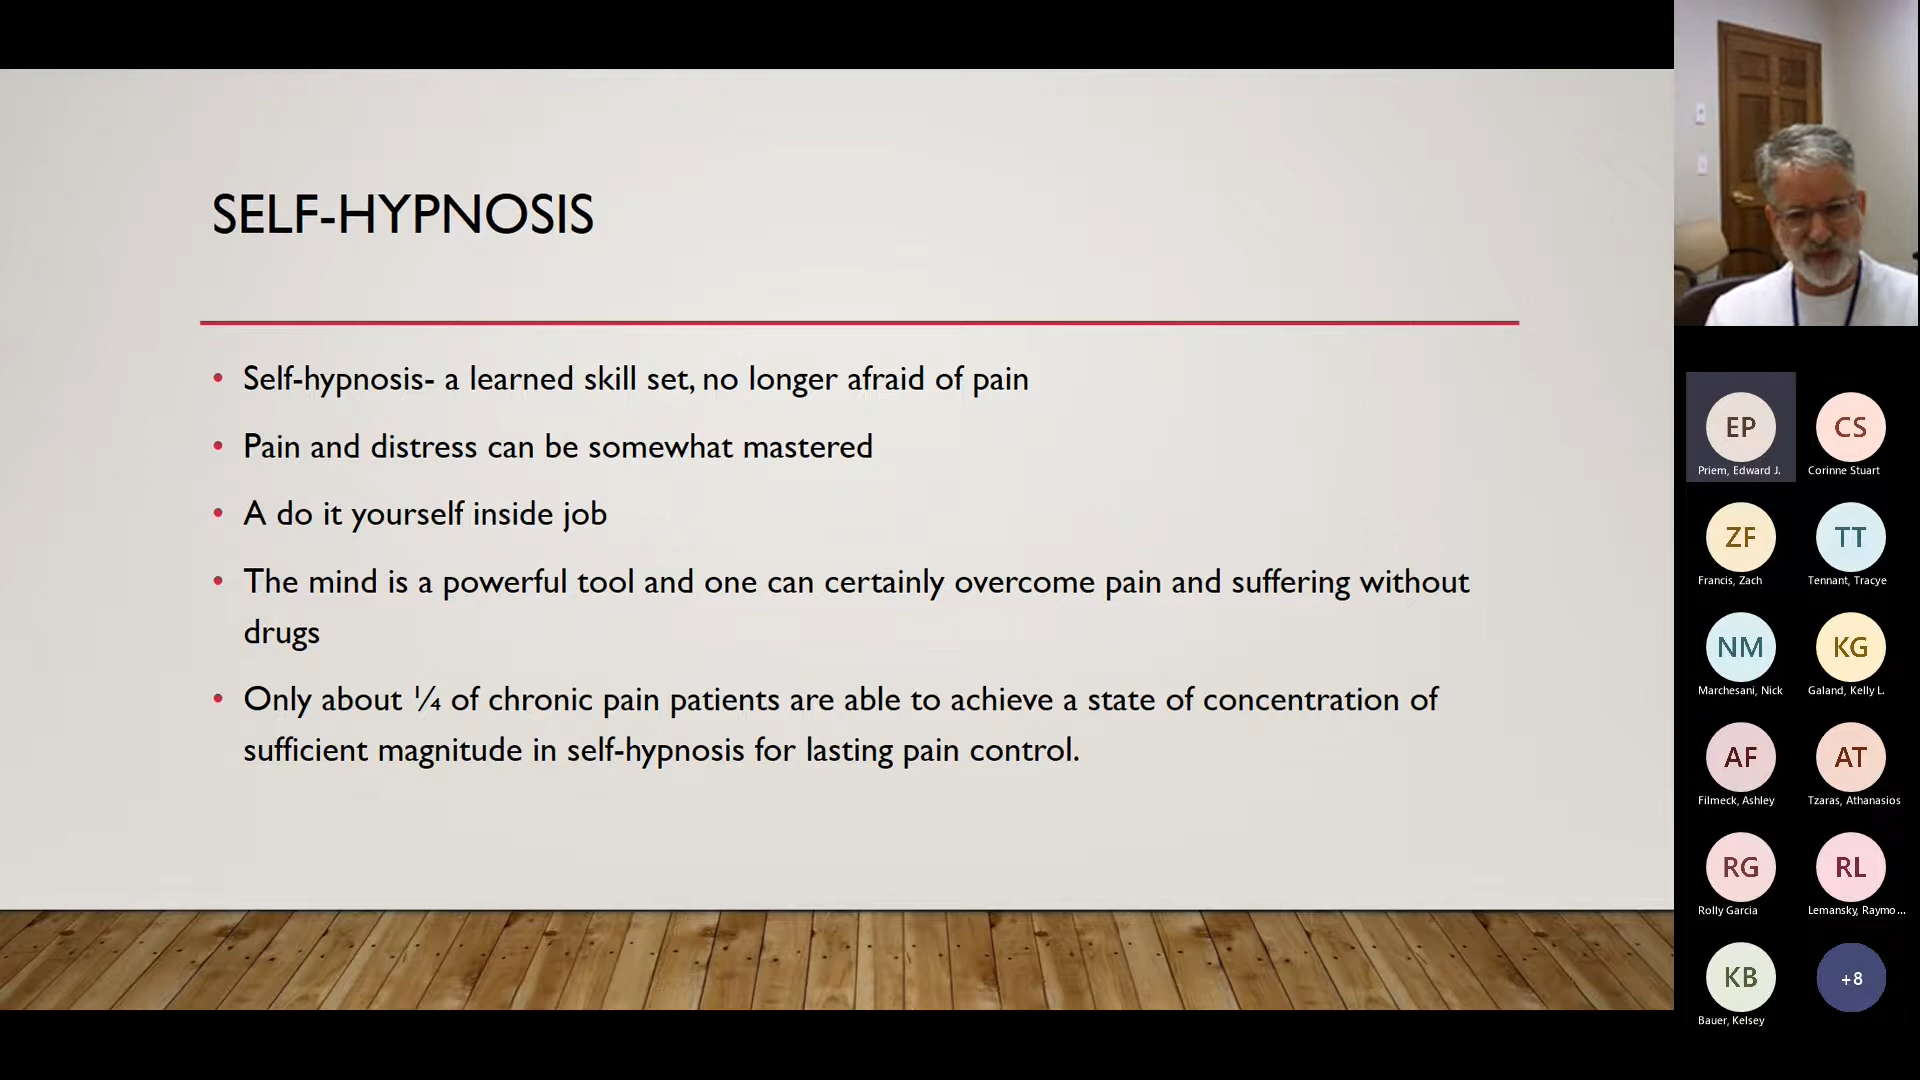 SELF-HYPNOSIS
• Self-hypnosis- a learned skill set, no longer afraid of pain
• Pain and distress can be somewhat mastered
• A do it yourself inside job
• The mind is a powerful tool and one can certainly overcome pain and suffering without
drugs
• Only about ¼ of chronic pain patients are able to achieve a state of concentration of
sufficient magnitude in self-hypnosis for lasting pain control.
EP
Priem, Edward J.
CS
Corinne Stuart
ZF
Francis, Zach
TT
Tennant, Tracye
NM
Marchesani, Nick
KG
Galand, Kelly L.
AF
Filmeck, Ashley
AT
Tzaras, Athanasios
RG
Rolly Garcia
RL
Lemansky, Raymo...
KB
Bauer, Kelsey
+8